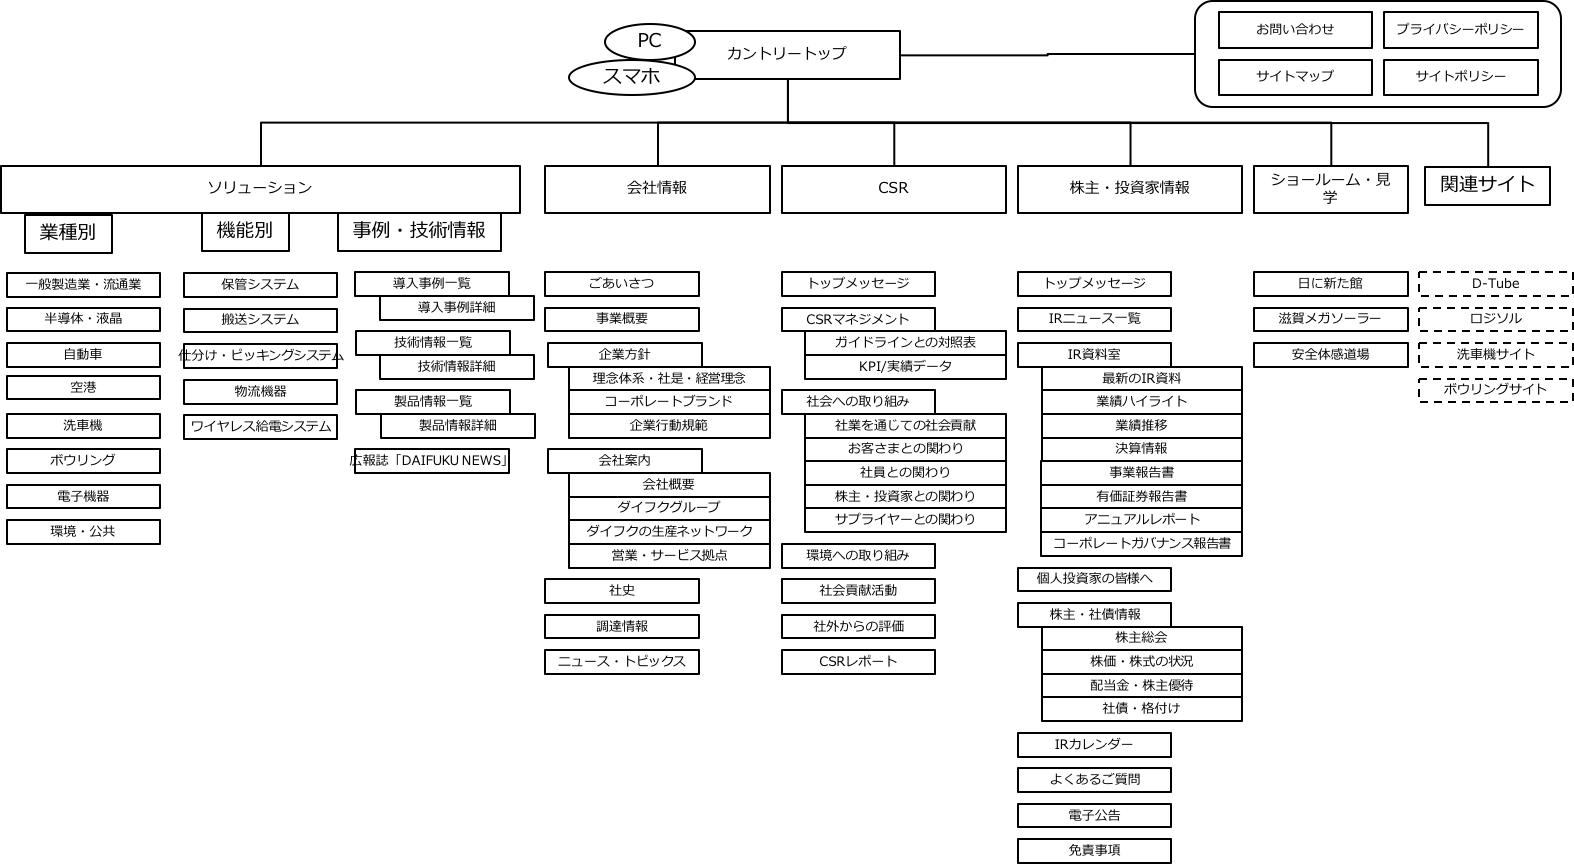 PC
スマホ
カントリートップ
お問い合わせ
プライバシーポリシー
サイトマップ
サイトポリシー
ソリューション
会社情報
CSR
株主・投資家情報
ショールーム・見
学
関連サイト
業種別
機能別
事例・技術情報
一般製造業・流通業
半導体・液晶
自動車
空港
洗車機
ボウリング
電子機器
環境・公共
保管システム
搬送システム
仕分け・ピッキングシステム
物流機器
ワイヤレス給電システム
導入事例一覧
導入事例詳細
技術情報一覧
技術情報詳細
製品情報一覧
製品情報詳細
広報誌「DAIFUKU NEWS」
ごあいさつ
事業概要
企業方針
理念体系・社是・経営理念
コーポレートブランド
企業行動規範
会社案内
会社概要
ダイフクグループ
ダイフクの生産ネットワーク
営業・サービス拠点
社史
調達情報
ニュース・トピックス
トップメッセージ
CSRマネジメント
ガイドラインとの対照表
KPI/実績データ
社会への取り組み
社業を通じての社会貢献
お客さまとの関わり
社員との関わり
株主・投資家との関わり
サプライヤーとの関わり
環境への取り組み
社会貢献活動
社外からの評価
CSRレポート
トップメッセージ
IRニュース一覧
IR資料室
最新のIR資料
業績ハイライト
業績推移
決算情報
事業報告書
有価証券報告書
アニュアルレポート
コーポレートガバナンス報告書
個人投資家の皆様へ
株主・社債情報
株主総会
株価・株式の状況
配当金・株主優待
社債・格付け
IRカレンダー
よくあるご質問
電子公告
免責事項
日に新た館
滋賀メガソーラー
安全体感道場
D-Tube
ロジソル
洗車機サイト
ボウリングサイト